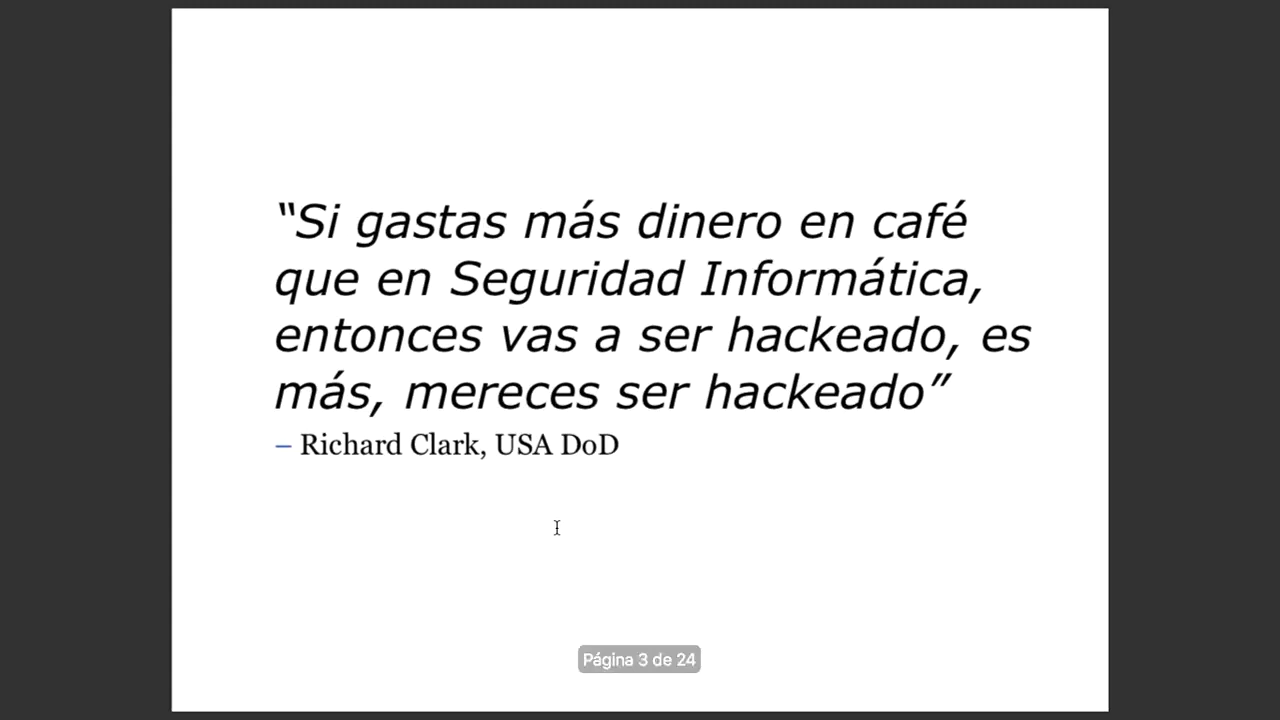 “Si gastas más dinero en café
que en Seguridad Informática,
entonces vas a ser hackeado, es
más, mereces ser hackeado”
– Richard Clark, USA DoD
Página 3 de 24